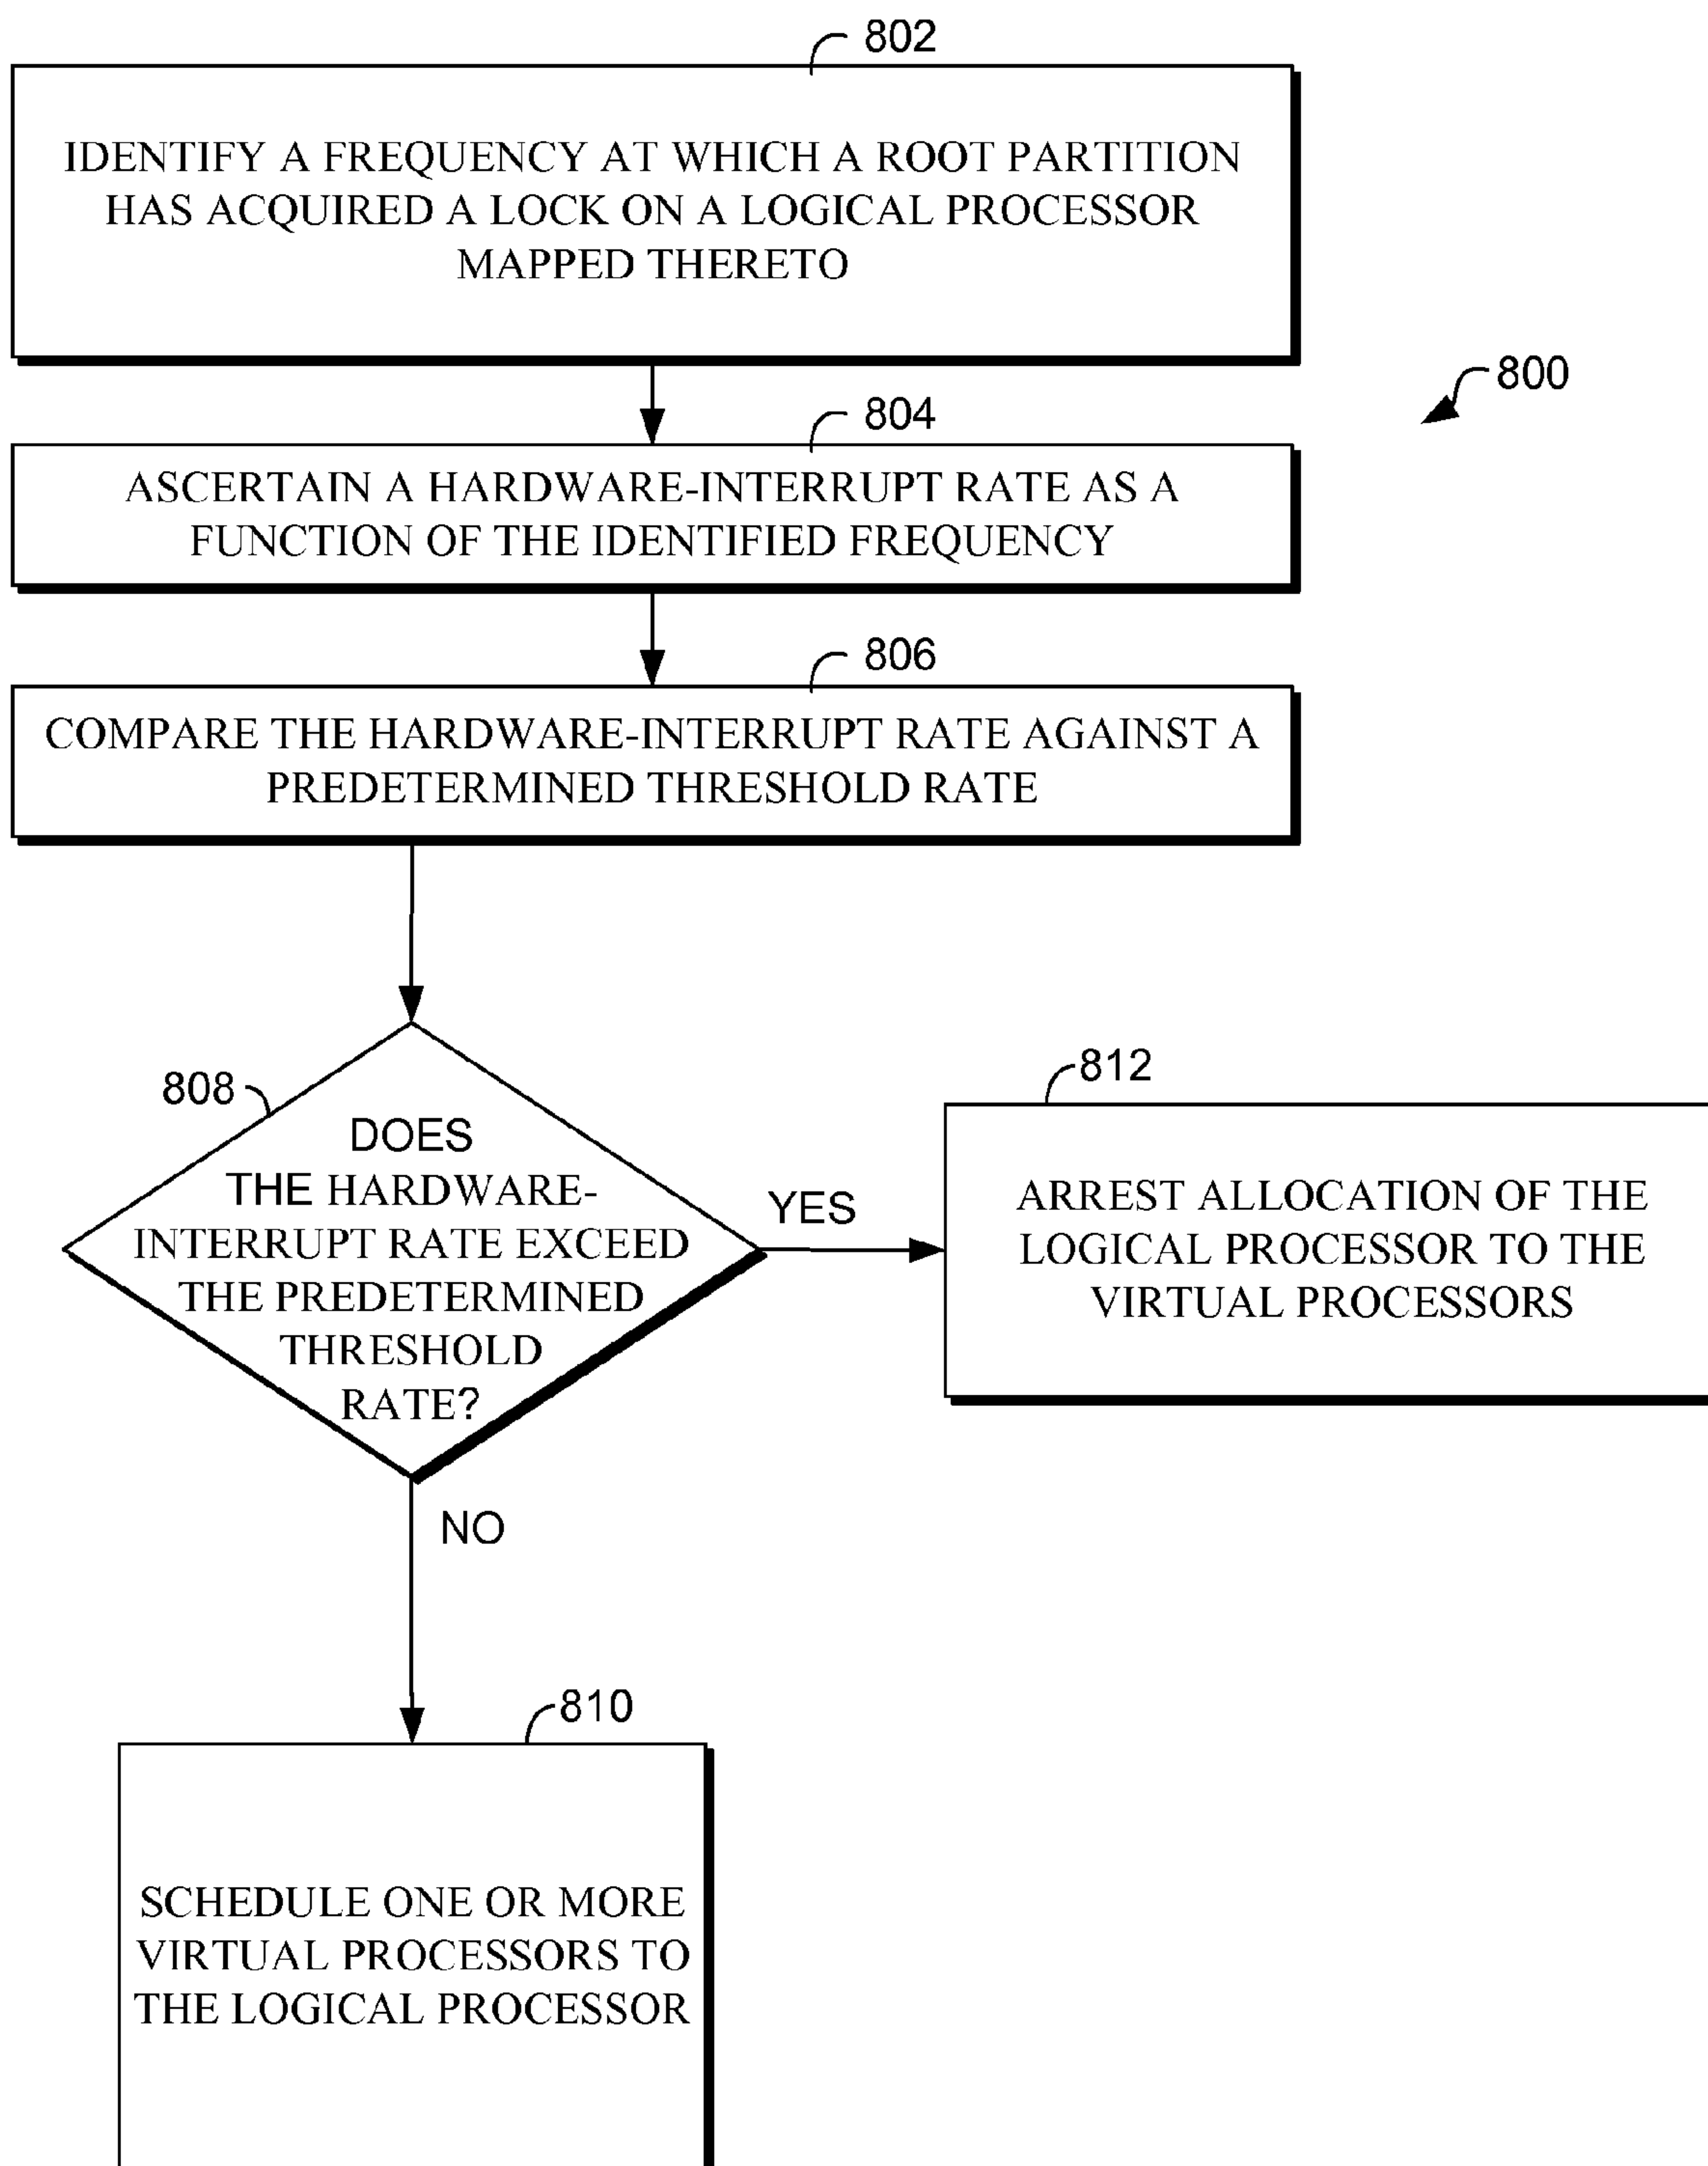 802
IDENTIFY A FREQUENCY AT WHICH A ROOT PARTITION
HAS ACQUIRED A LOCK ON A LOGICAL PROCESSOR
MAPPED THERETO
800
804
ASCERTAIN A HARDWARE-INTERRUPT RATE AS A
FUNCTION OF THE IDENTIFIED FREQUENCY
806
COMPARE THE HARDWARE-INTERRUPT RATE AGAINST A
PREDETERMINED THRESHOLD RATE
808
DOES
THE HARDWARE-
INTERRUPT RATE EXCEED
THE PREDETERMINED
THRESHOLD
RATE?
YES
812
ARREST ALLOCATION OF THE
LOGICAL PROCESSOR TO THE
VIRTUAL PROCESSORS
NO
810
SCHEDULE ONE OR MORE
VIRTUAL PROCESSORS TO
THE LOGICAL PROCESSOR